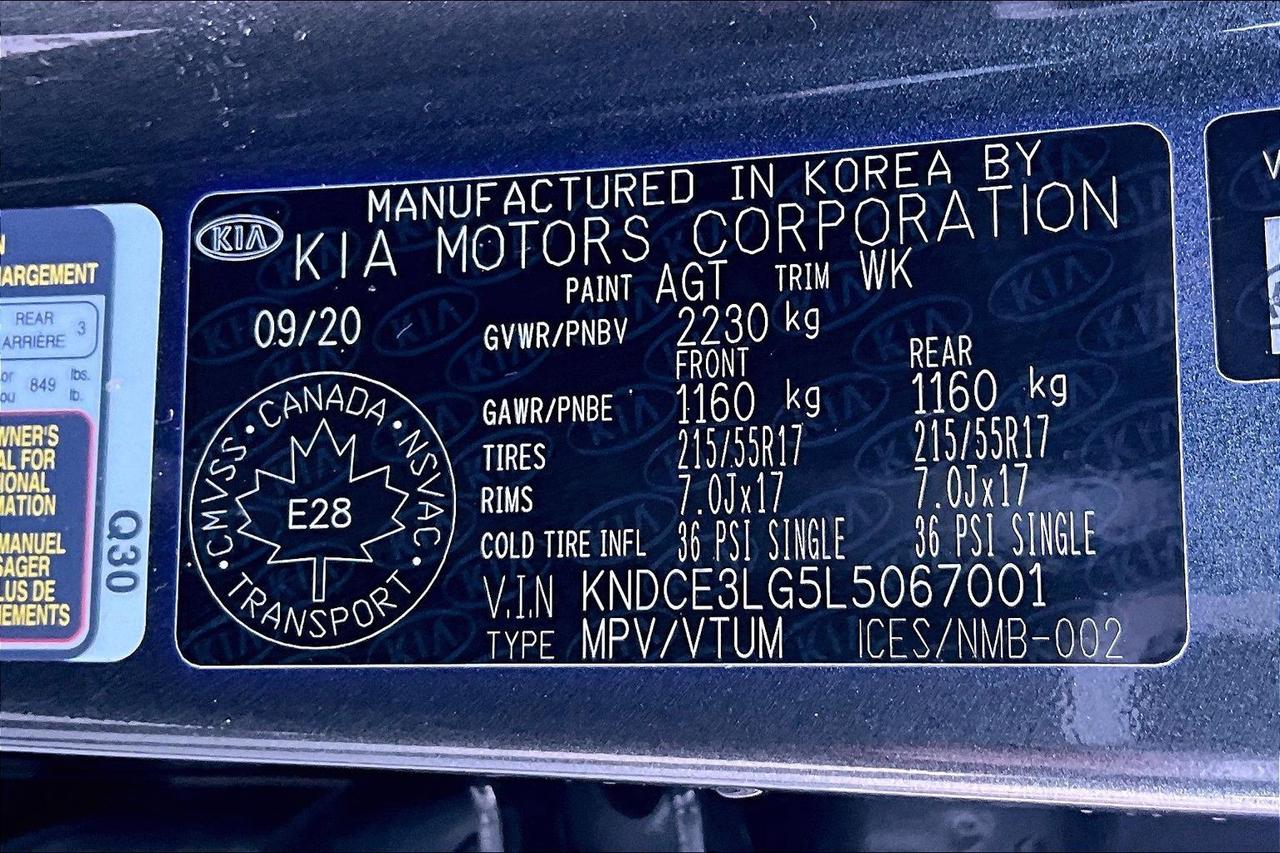 MANUFACTURED IN KOREA BY
KIA KIA MOTORS CORPORATION
PAINT AGT TRIM WK
09/20 GVWR/PNBV 2230 kg
FRONT REAR
GAWR/PNBE 1160 kg 1160 kg
TIRES 215/55R17 215/55R17
RIMS 7.0Jx17 7.0Jx17
COLD TIRE INFL 36 PSI SINGLE 36 PSI SINGLE
V.I.N KNDCE3LG5L5067001
TYPE MPV/VTUM ICES/NMB-002
CANADA • NSVAC • TRANSPORT • CMVSS •
E28
REAR 3
ARRIÈRE
849 lbs.
lb.
MANUEL
Q30